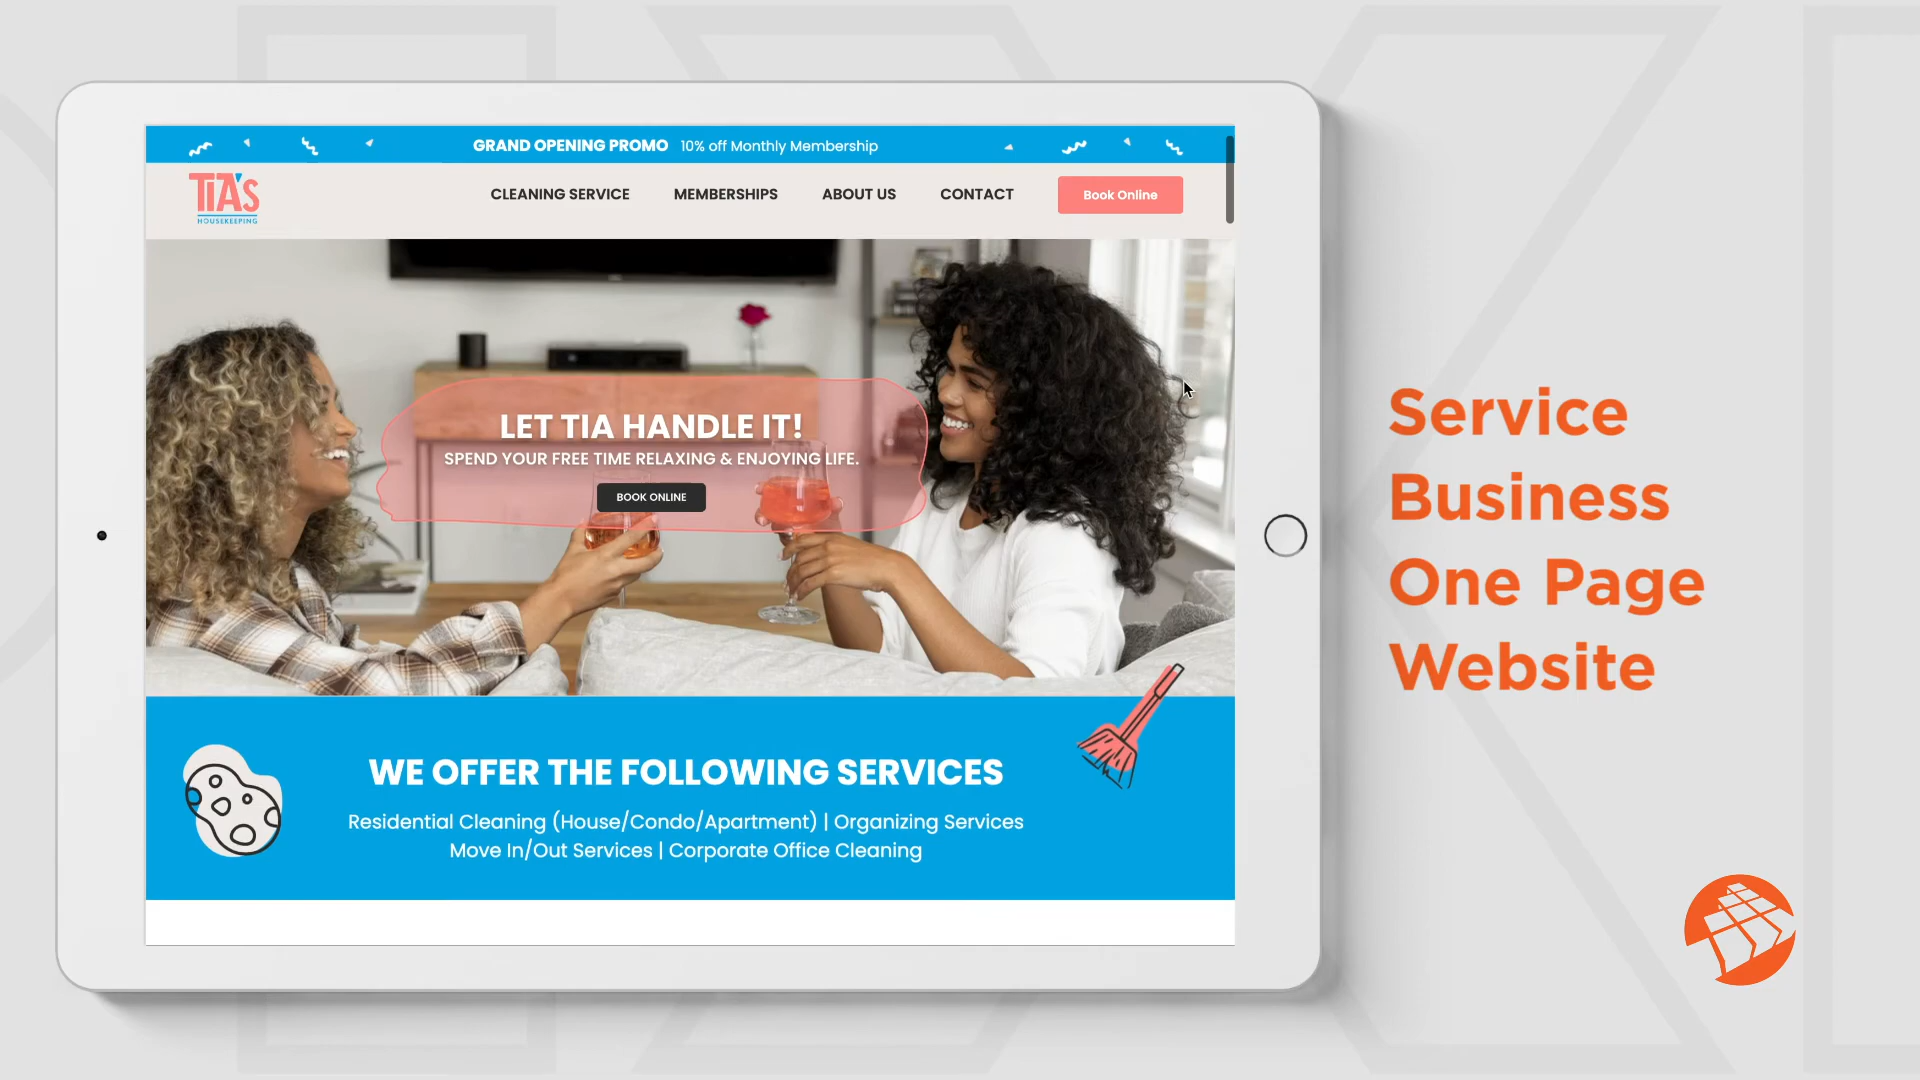 GRAND OPENING PROMO 10% off Monthly Membership
TIA'S
HOUSEKEEPING
CLEANING SERVICE MEMBERSHIPS ABOUT US CONTACT Book Online
LET TIA HANDLE IT!
SPEND YOUR FREE TIME RELAXING & ENJOYING LIFE.
BOOK ONLINE
WE OFFER THE FOLLOWING SERVICES
Residential Cleaning (House/Condo/Apartment) | Organizing Services
Move In/Out Services | Corporate Office Cleaning
Service
Business
One Page
Website